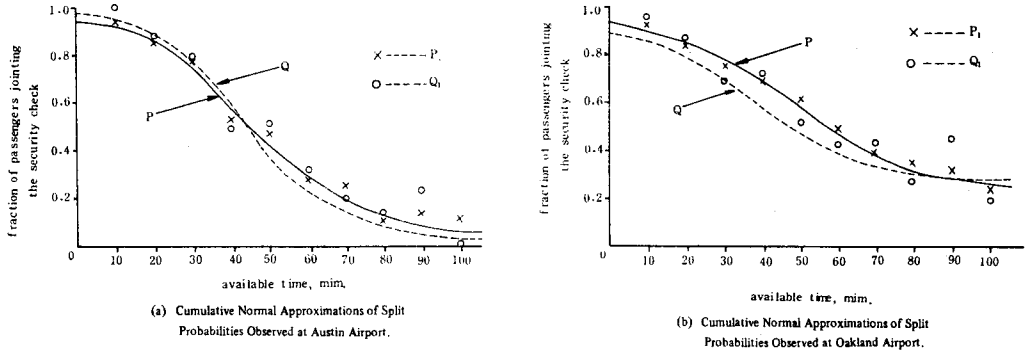 fraction of passengers jointing
the security check
1.0
0.8
0.6
0.4
0.2
0
10
20
30
40
50
60
70
80
90
100
Q
P
× ---- P.
○ ---- Q1
available time, mim.
(a) Cumulative Normal Approximations of Split
Probabilities Observed at Austin Airport.
fraction of passengers jointing
the security check
1.0
0.8
0.6
0.4
0.2
0
10
20
30
40
50
60
70
80
90
100
P
Q
× ---- P1
available time, mim.
(b) Cumulative Normal Approximations of Split
Probabilities Observed at Oakland Airport.